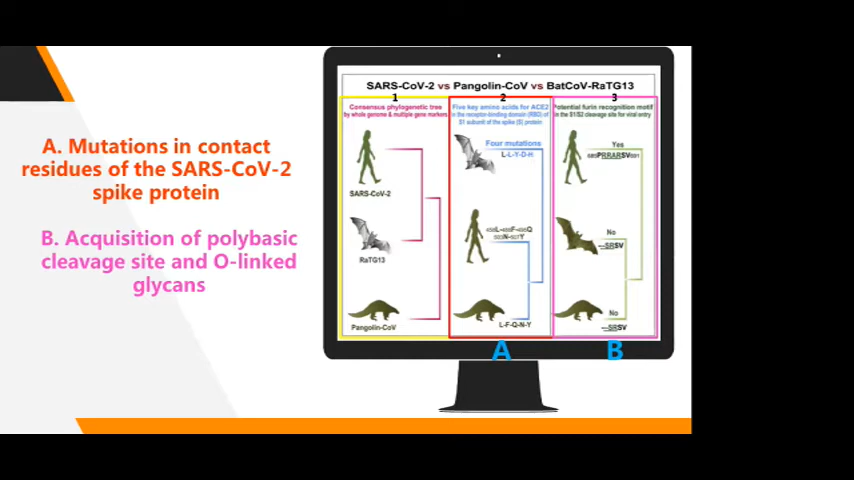 A. Mutations in contact
residues of the SARS-CoV-2
spike protein
B. Acquisition of polybasic
cleavage site and O-linked
glycans
SARS-CoV-2 vs Pangolin-CoV vs BatCoV-RaTG13
1
Consensus phylogenetic tree
by whole genome & multiple gene markers
SARS-CoV-2
RaTG13
Pangolin-CoV
2
Five key amino acids for ACE2
in the receptor-binding domain (RBD) of
S1 subunit of the spike (S) protein
Four mutations
L-L-Y-D-H
L-F-Q-N-Y
A
3
Potential furin recognition motif
in the S1/S2 cleavage site for viral entry
Yes
PRRARSV
No
---SRSV
No
---SRSV
B